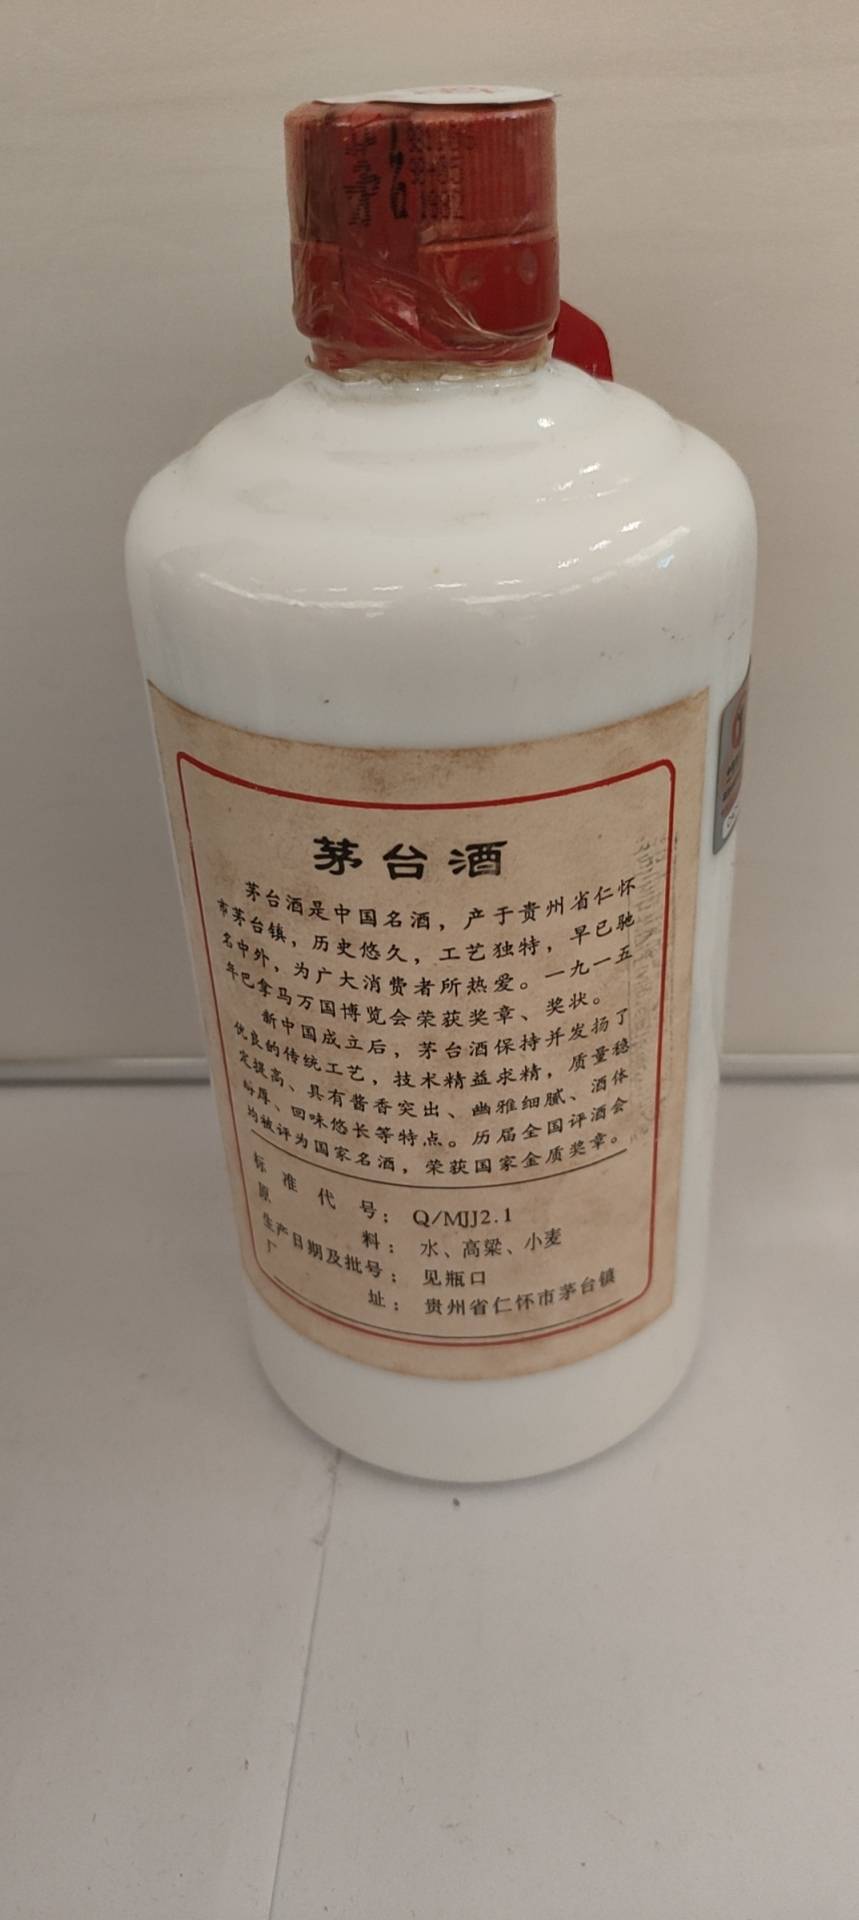 茅台酒
茅台酒是中国名酒，产于贵州省仁怀
市茅台镇，历史悠久，工艺独特，早已驰
名中外，为广大消费者所热爱。一九一五
年巴拿马万国博览会荣获奖章、奖状。
新中国成立后，茅台酒保持并发扬了
优良的传统工艺，技术精益求精，质量稳
定提高、具有酱香突出、幽雅细腻、酒体
醇厚、回味悠长等特点。历届全国评酒会
均被评为国家名酒，荣获国家金质奖章。
标准代号：Q/MJJ2.1
原料：水、高粱、小麦
生产日期及批号：见瓶口
厂址：贵州省仁怀市茅台镇